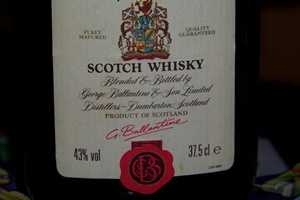 FULLY
MATURED
QUALITY
GUARANTEED
SCOTCH WHISKY
Blended & Bottled by
George Ballantine & Son Limited
Distillers - Dumbarton, Scotland
PRODUCT OF SCOTLAND
G. Ballantine
43% vol
37.5 cl e